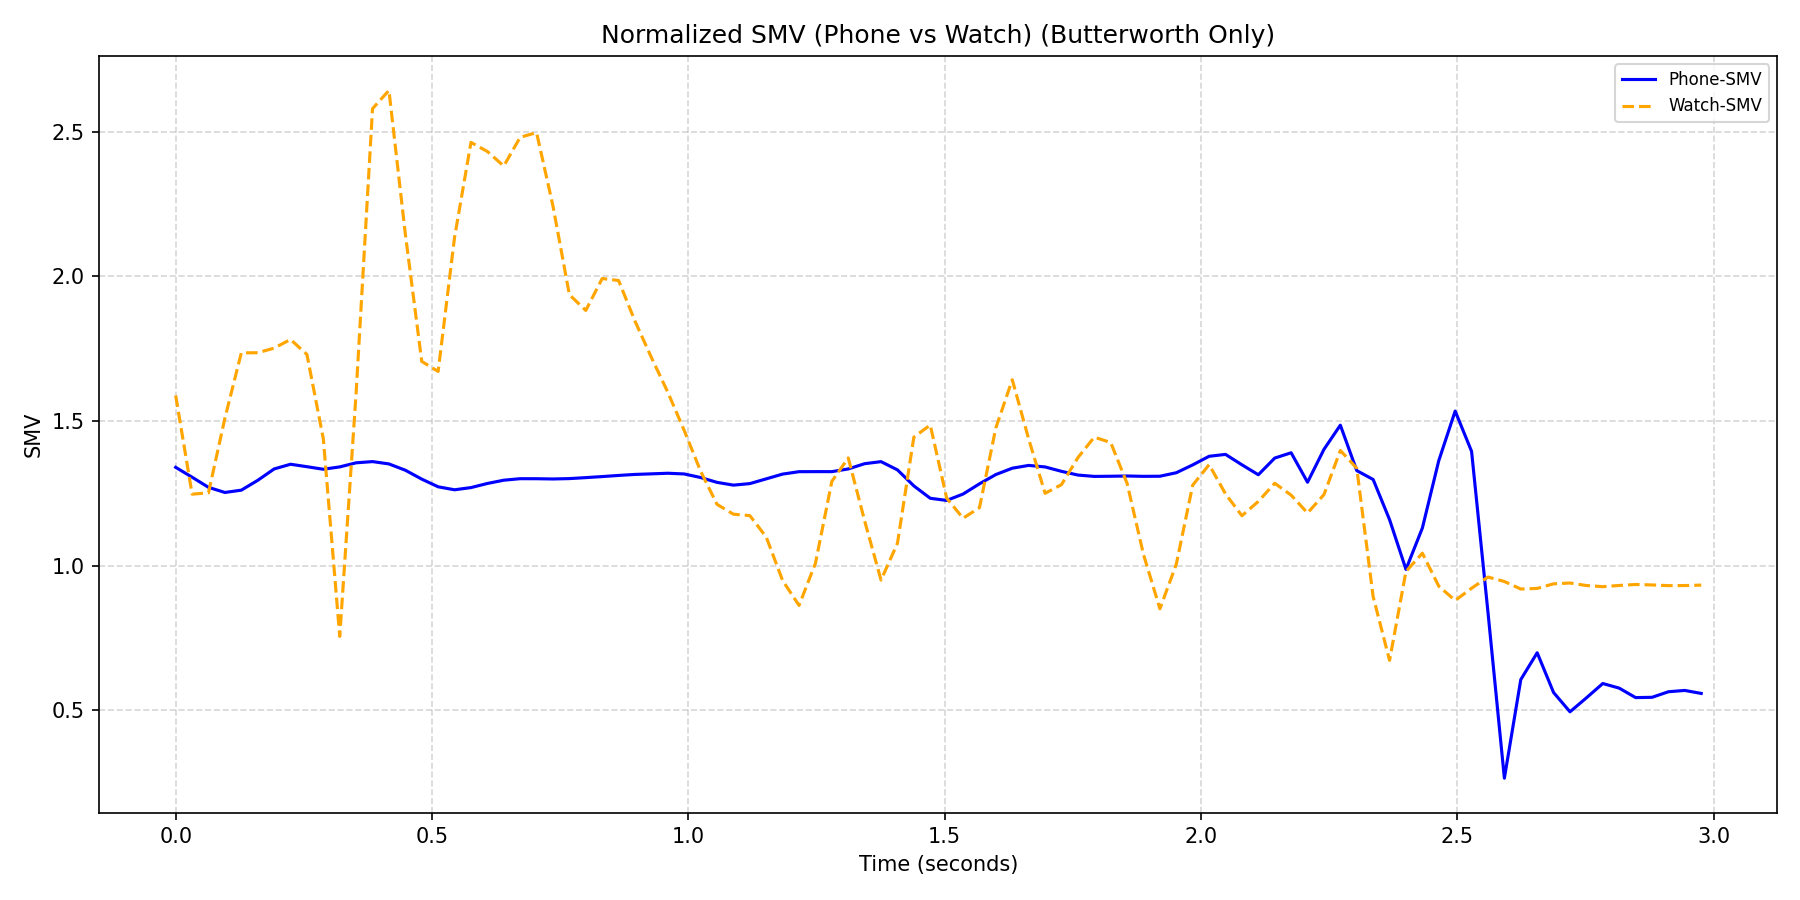 Normalized SMV (Phone vs Watch) (Butterworth Only)
Phone-SMV
Watch-SMV
2.5
2.0
1.5
1.0
0.5
SMV
0.0 0.5 1.0 1.5 2.0 2.5 3.0
Time (seconds)